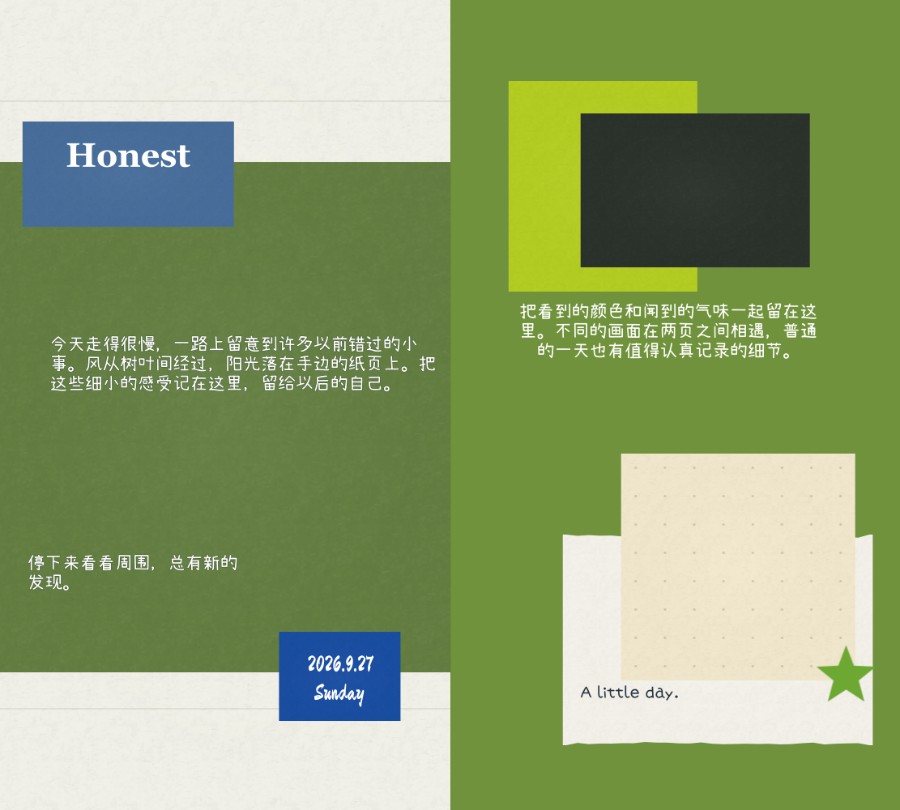 Honest
今天走得很慢，一路上留意到许多以前错过的小
事。风从树叶间经过，阳光落在手边的纸页上。把
这些细小的感受记在这里，留给以后的自己。
停下来看看周围，总有新的
发现。
2026.9.27
Sunday
把看到的颜色和闻到的气味一起留在这
里。不同的画面在两页之间相遇，普通
的一天也有值得认真记录的细节。
A little day.